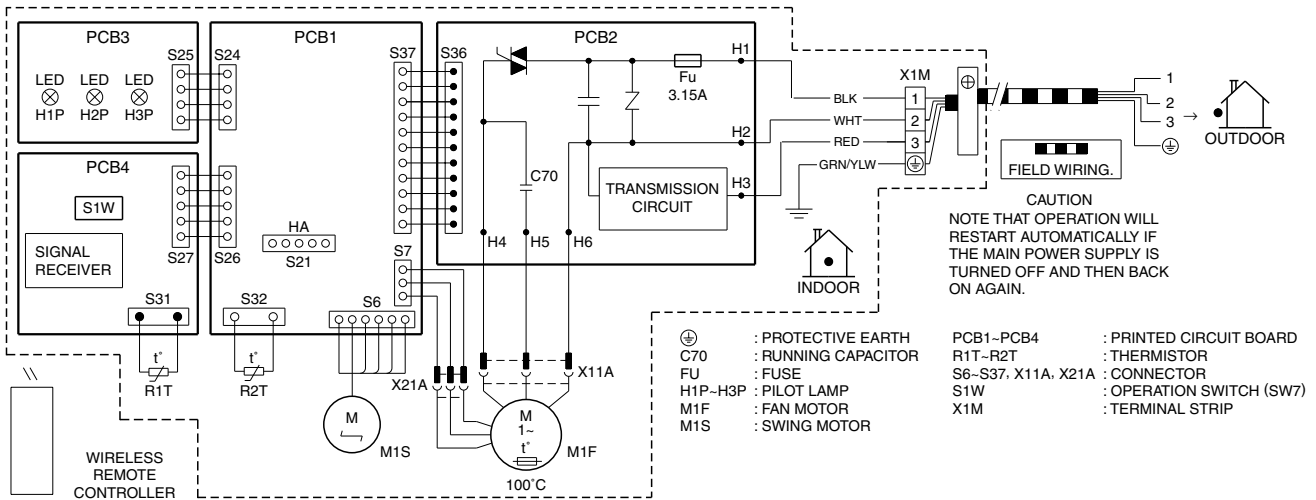 PCB3
S25
S24
LED
LED
LED
H1P
H2P
H3P
PCB4
S1W
SIGNAL
RECEIVER
S27
S26
S31
t°
R1T
PCB1
S37
HA
S21
S7
S32
S6
t°
R2T
M
M1S
X21A
S36
PCB2
H1
Fu
3.15A
H2
C70
TRANSMISSION
CIRCUIT
H3
H4
H5
H6
X11A
M
1~
t°
M1F
100°C
BLK
WHT
RED
GRN/YLW
X1M
1
2
3
INDOOR
1
2
3
→
OUTDOOR
FIELD WIRING.
CAUTION
NOTE THAT OPERATION WILL
RESTART AUTOMATICALLY IF
THE MAIN POWER SUPPLY IS
TURNED OFF AND THEN BACK
ON AGAIN.
: PROTECTIVE EARTH
C70 : RUNNING CAPACITOR
FU : FUSE
H1P~H3P : PILOT LAMP
M1F : FAN MOTOR
M1S : SWING MOTOR
PCB1~PCB4 : PRINTED CIRCUIT BOARD
R1T~R2T : THERMISTOR
S6~S37, X11A, X21A : CONNECTOR
S1W : OPERATION SWITCH (SW7)
X1M : TERMINAL STRIP
WIRELESS
REMOTE
CONTROLLER